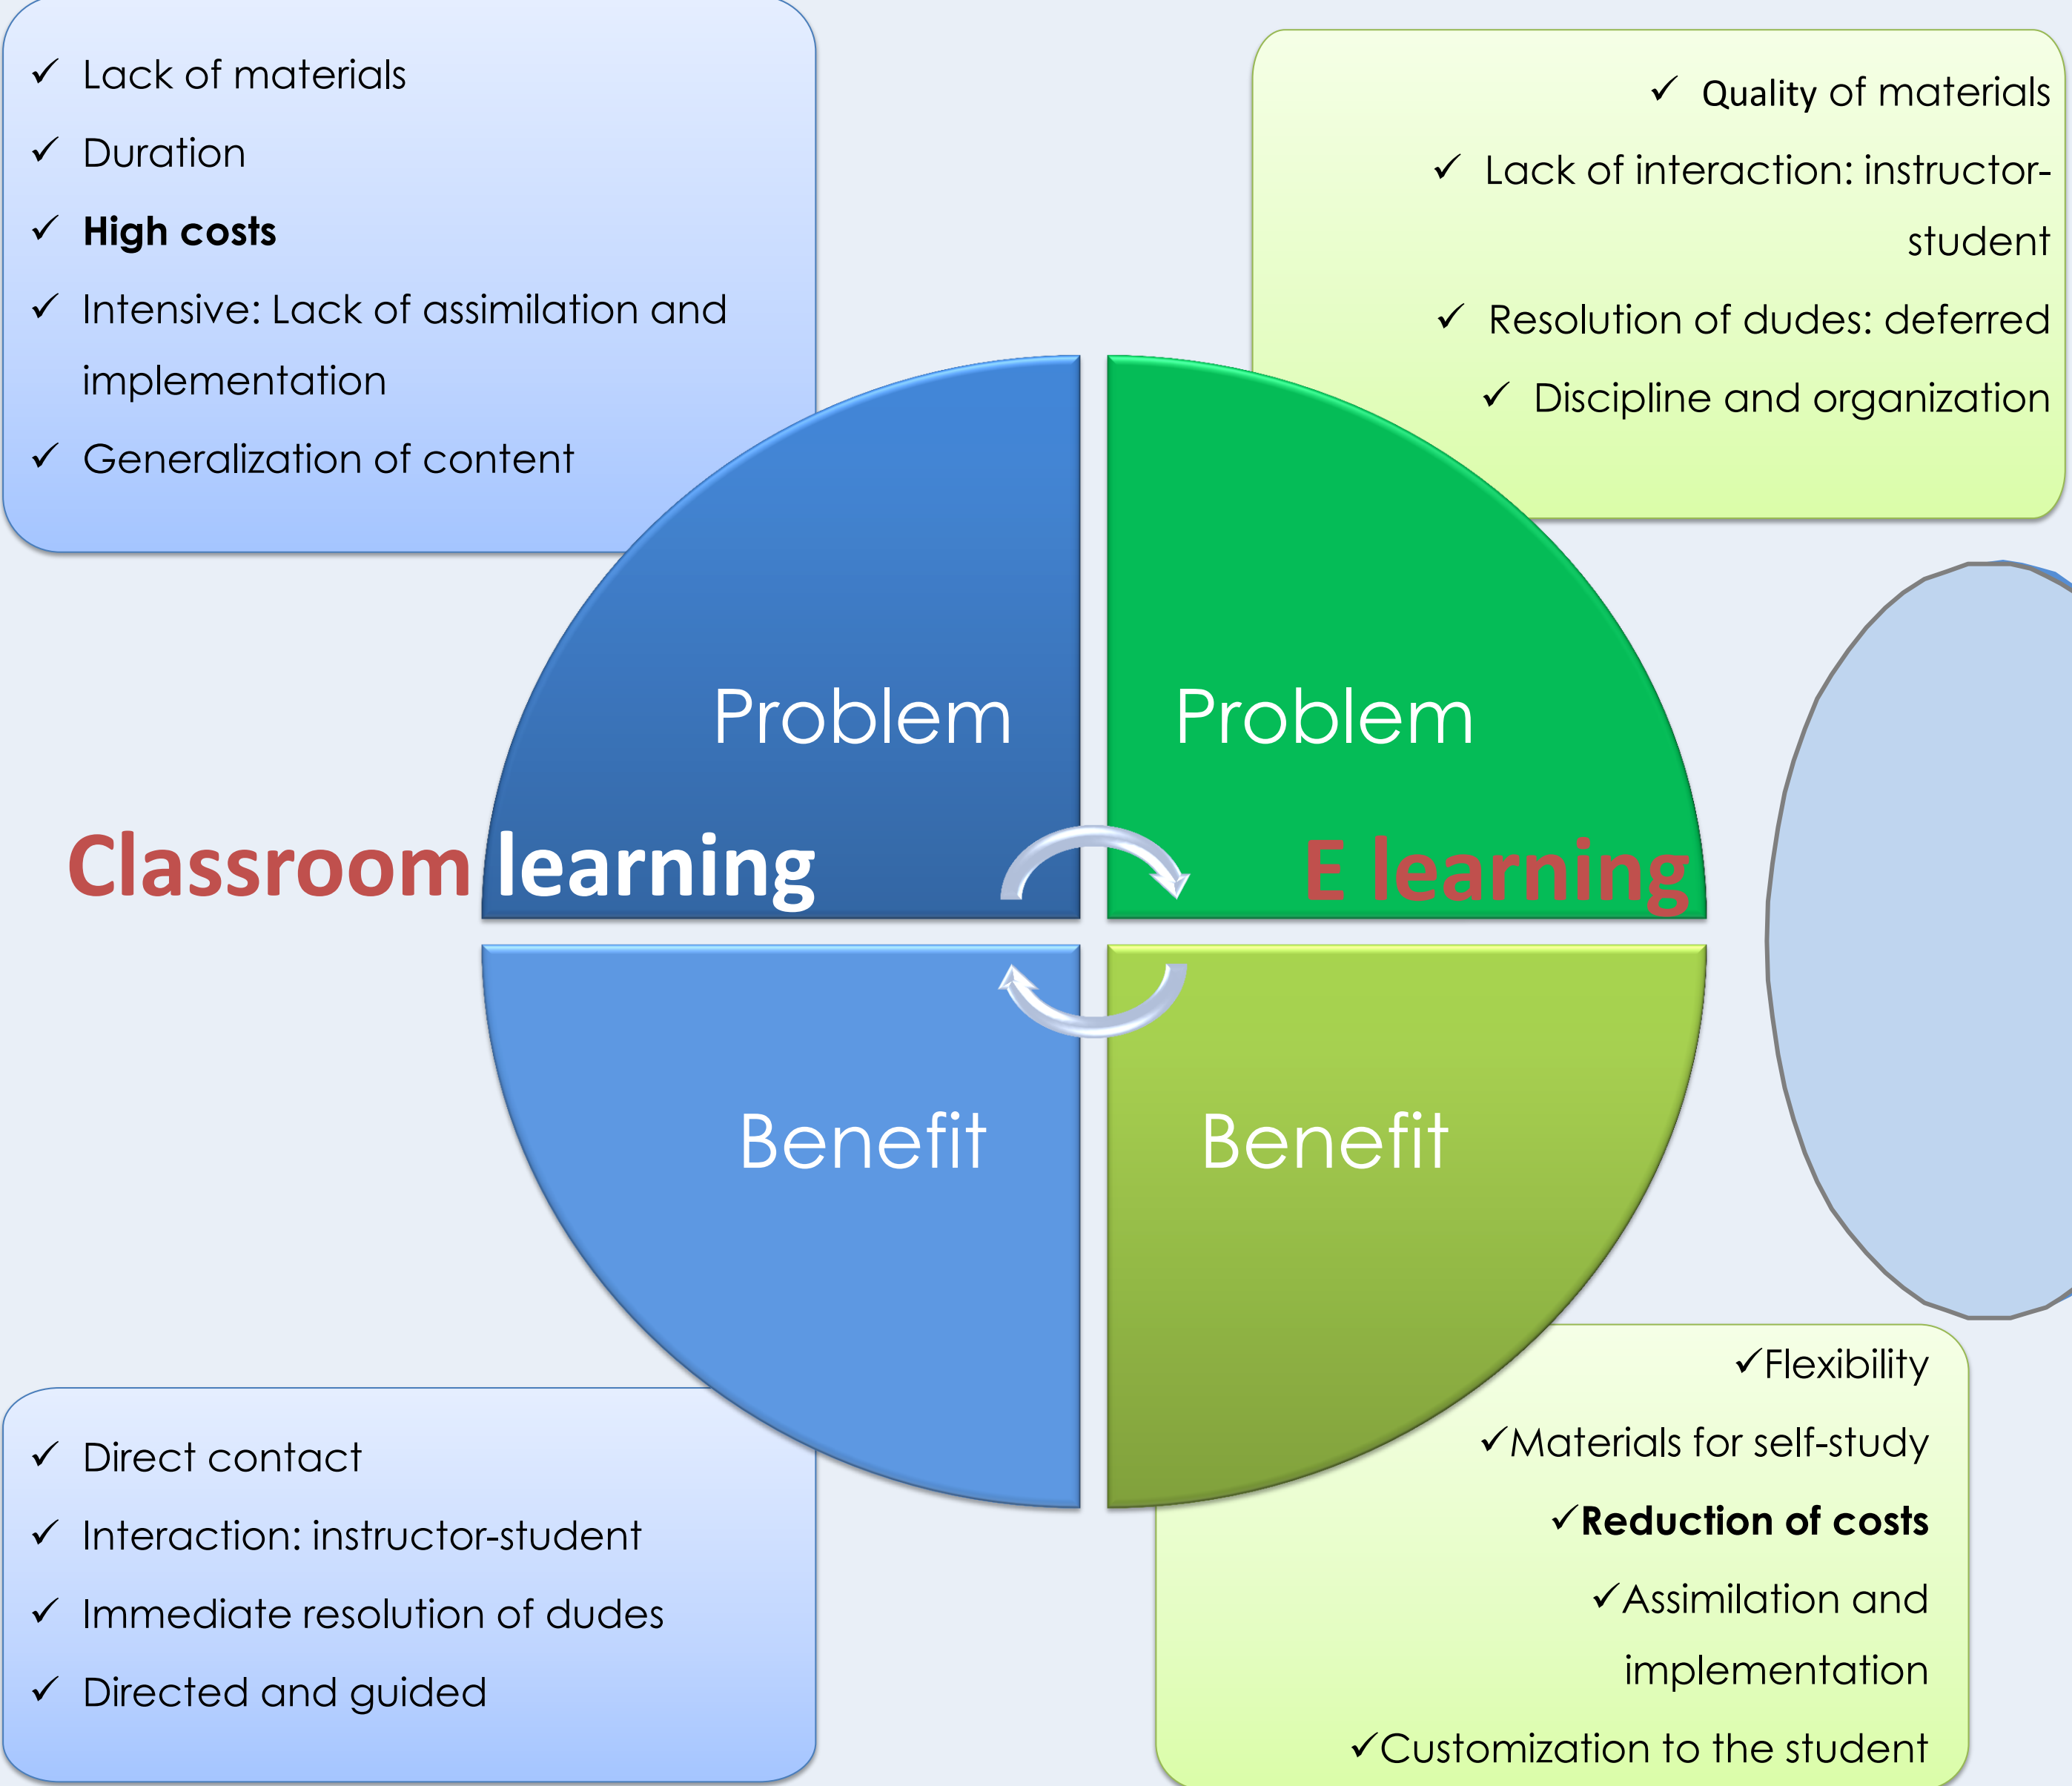 ✓ Lack of materials
✓ Duration
✓ High costs
✓ Intensive: Lack of assimilation and
implementation
✓ Generalization of content
✓ Quality of materials
✓ Lack of interaction: instructor-
student
✓ Resolution of dudes: deferred
✓ Discipline and organization
Problem
Problem
Classroom learning
E learning
Benefit
Benefit
✓ Direct contact
✓ Interaction: instructor-student
✓ Immediate resolution of dudes
✓ Directed and guided
✓Flexibility
✓Materials for self-study
✓Reduction of costs
✓Assimilation and
implementation
✓Customization to the student